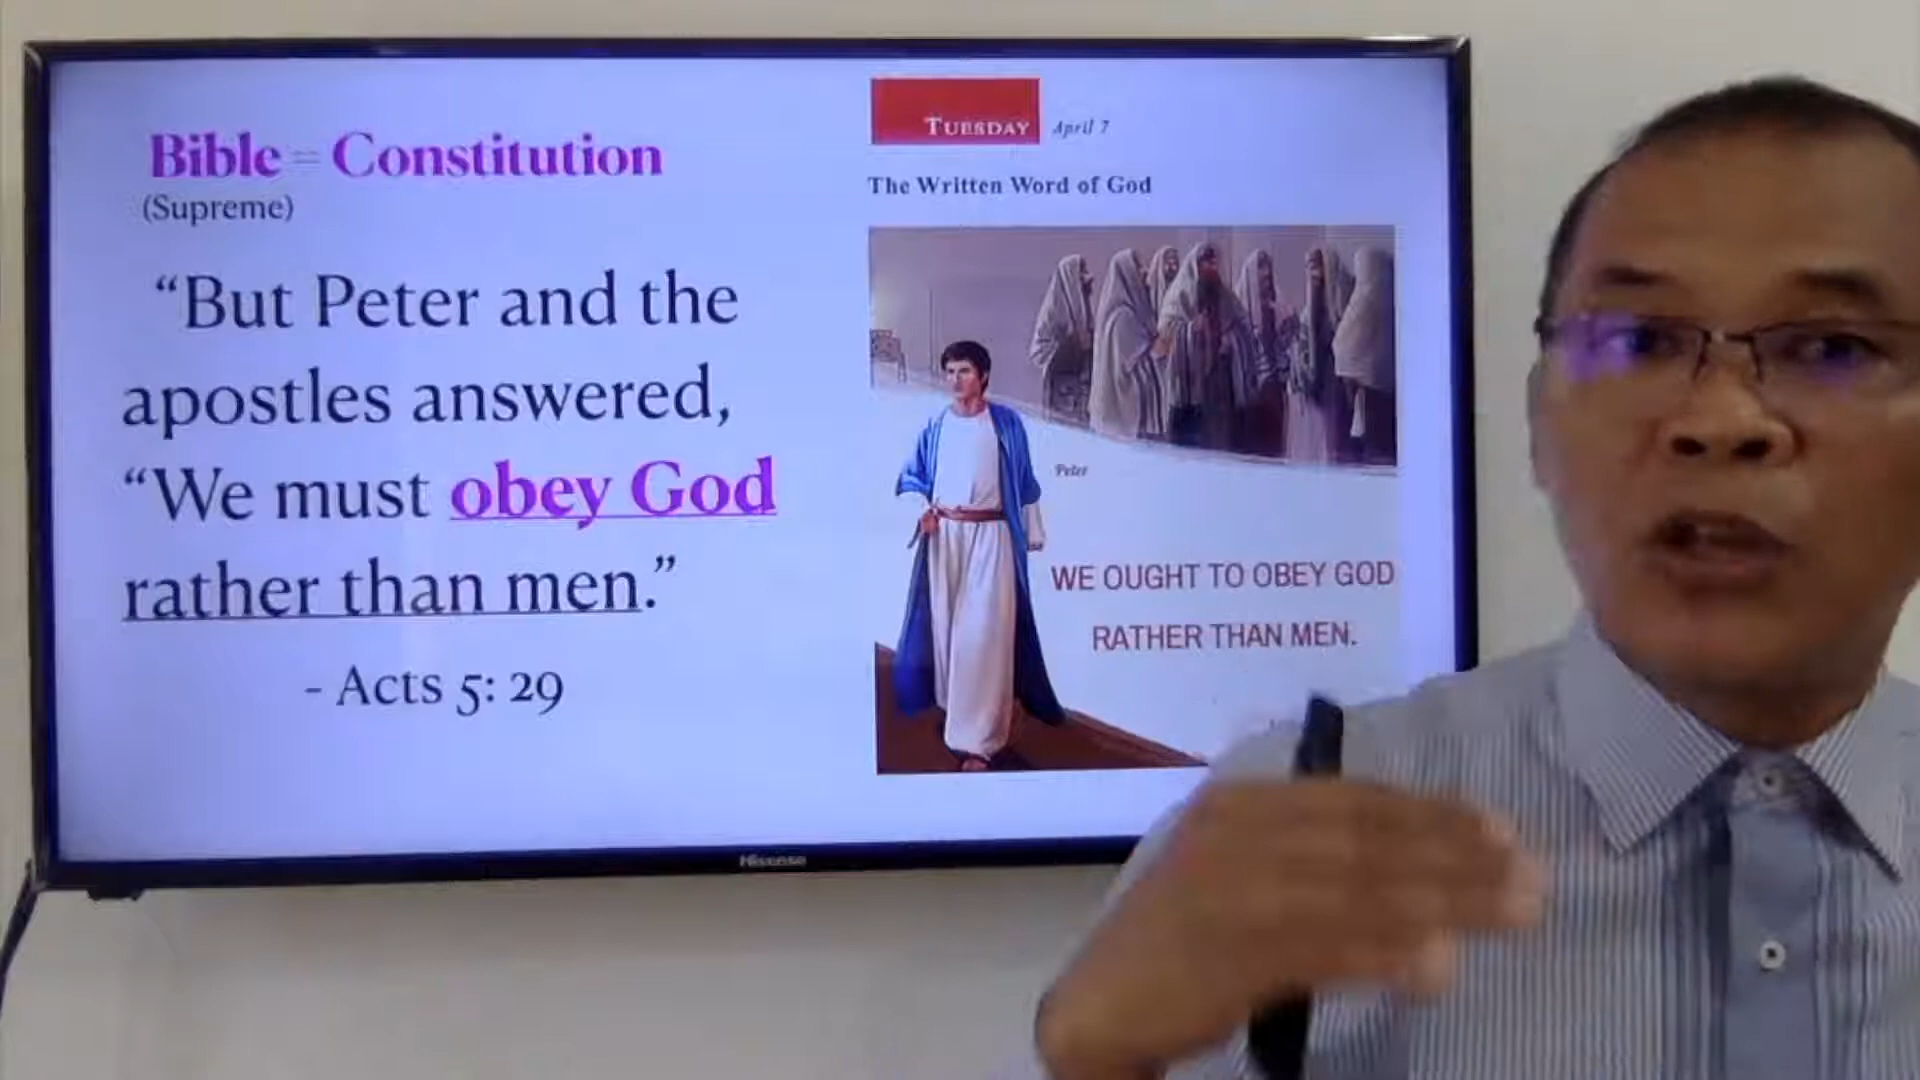 Bible = Constitution
(Supreme)
“But Peter and the
apostles answered,
“We must obey God
rather than men.”
- Acts 5: 29
TUESDAY April 7
The Written Word of God
Peter
WE OUGHT TO OBEY GOD
RATHER THAN MEN.
Hisense